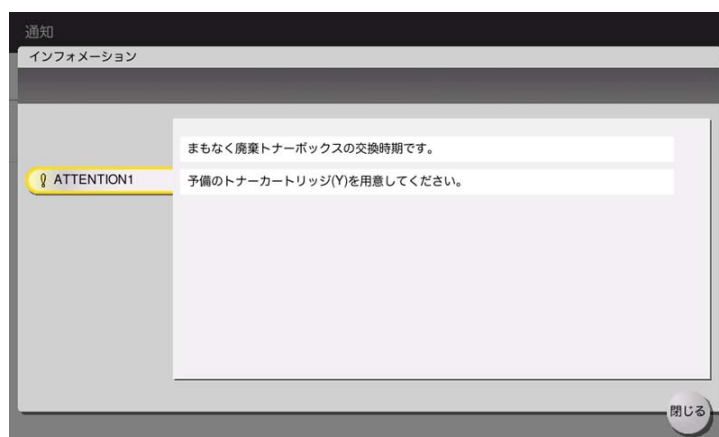 通知
インフォメーション
まもなく廃棄トナーボックスの交換時期です。
ATTENTION1
予備のトナーカートリッジ(Y)を用意してください。
閉じる